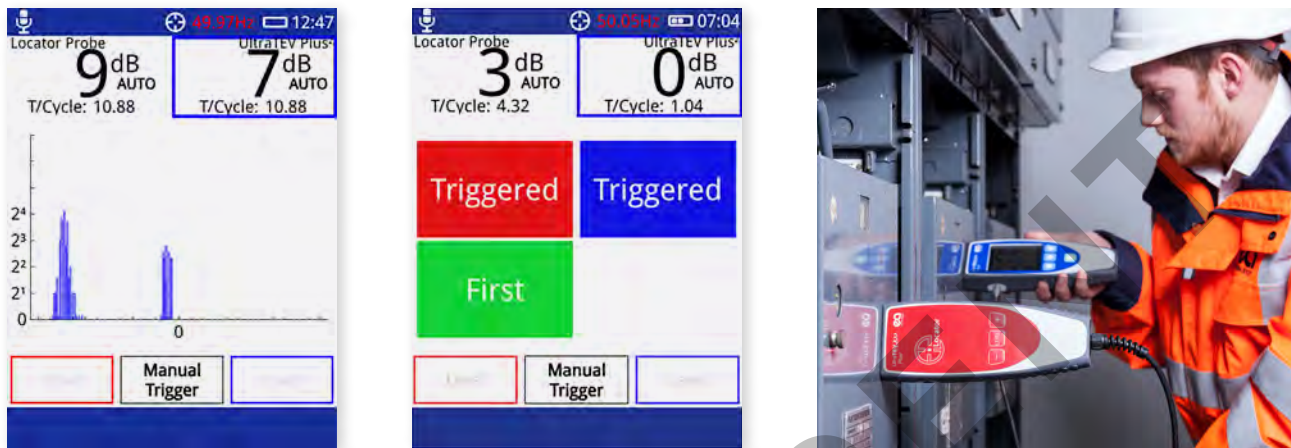 49.97Hz 12:47
Locator Probe
UltraTEV Plus²
9 dB
AUTO
7 dB
AUTO
T/Cycle: 10.88
T/Cycle: 10.88
2⁴
2³
2²
2¹
0
0
Manual
Trigger
50.05Hz 07:04
Locator Probe
UltraTEV Plus²
3 dB
AUTO
0 dB
AUTO
T/Cycle: 4.32
T/Cycle: 1.04
Triggered
Triggered
First
Manual
Trigger
Locator